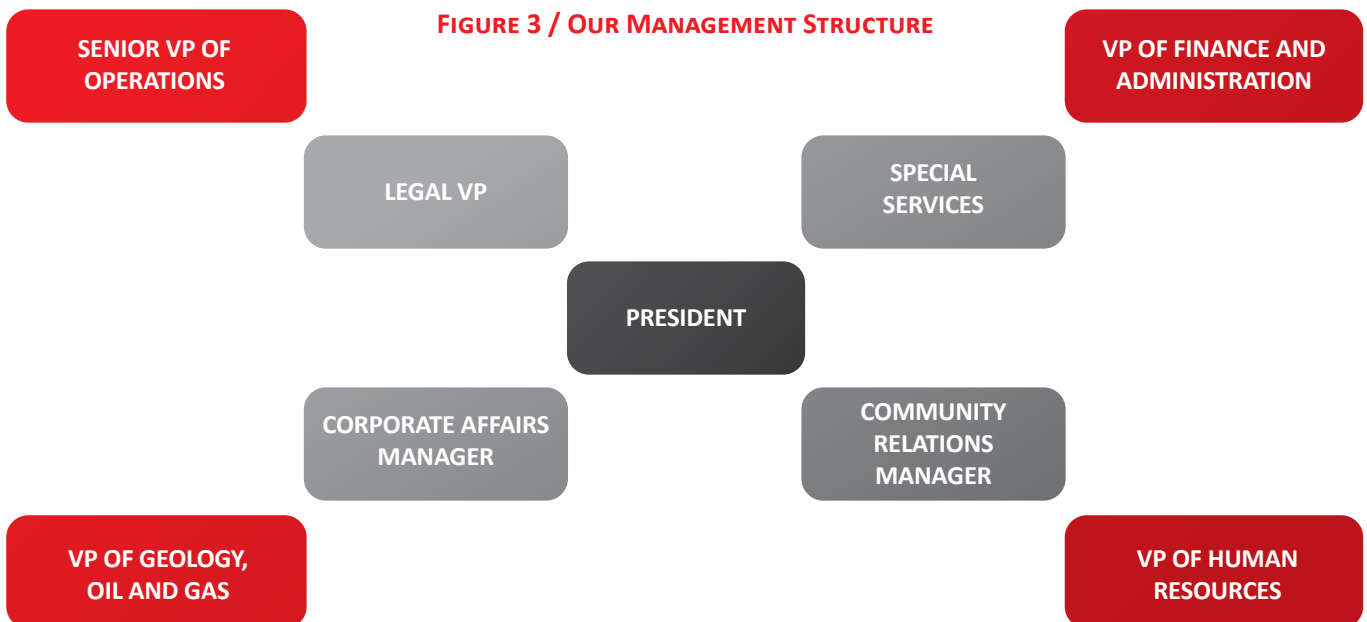 FIGURE 3 / OUR MANAGEMENT STRUCTURE
SENIOR VP OF
OPERATIONS
VP OF FINANCE AND
ADMINISTRATION
LEGAL VP
SPECIAL
SERVICES
PRESIDENT
CORPORATE AFFAIRS
MANAGER
COMMUNITY
RELATIONS
MANAGER
VP OF GEOLOGY,
OIL AND GAS
VP OF HUMAN
RESOURCES